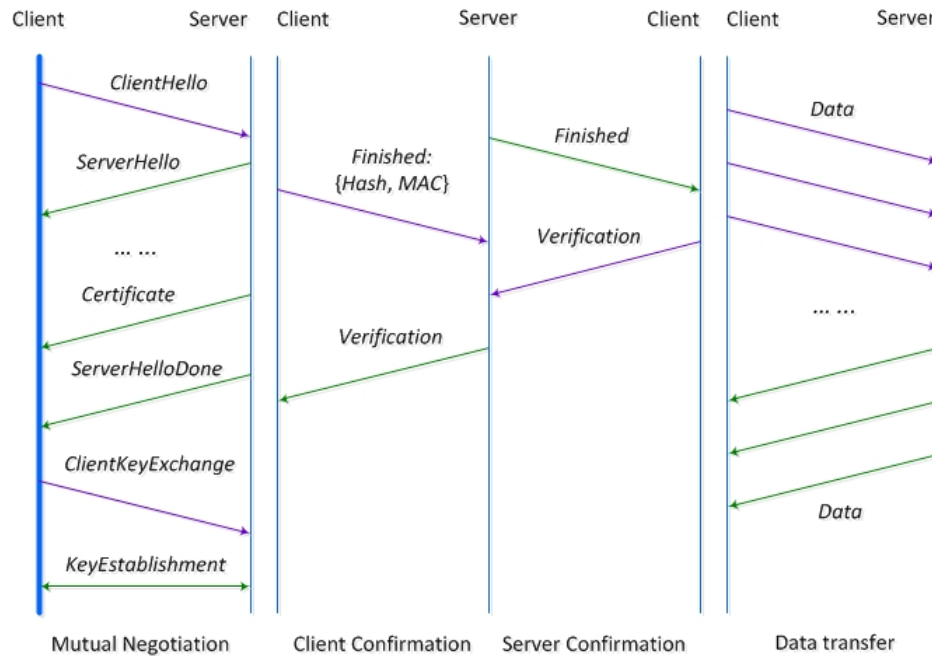 Client
Server
Client
Server
Client
Client
Server
ClientHello
ServerHello
... ...
Certificate
ServerHelloDone
ClientKeyExchange
KeyEstablishment
Finished:
{Hash, MAC}
Verification
Finished
Verification
Data
... ...
Data
Mutual Negotiation
Client Confirmation
Server Confirmation
Data transfer